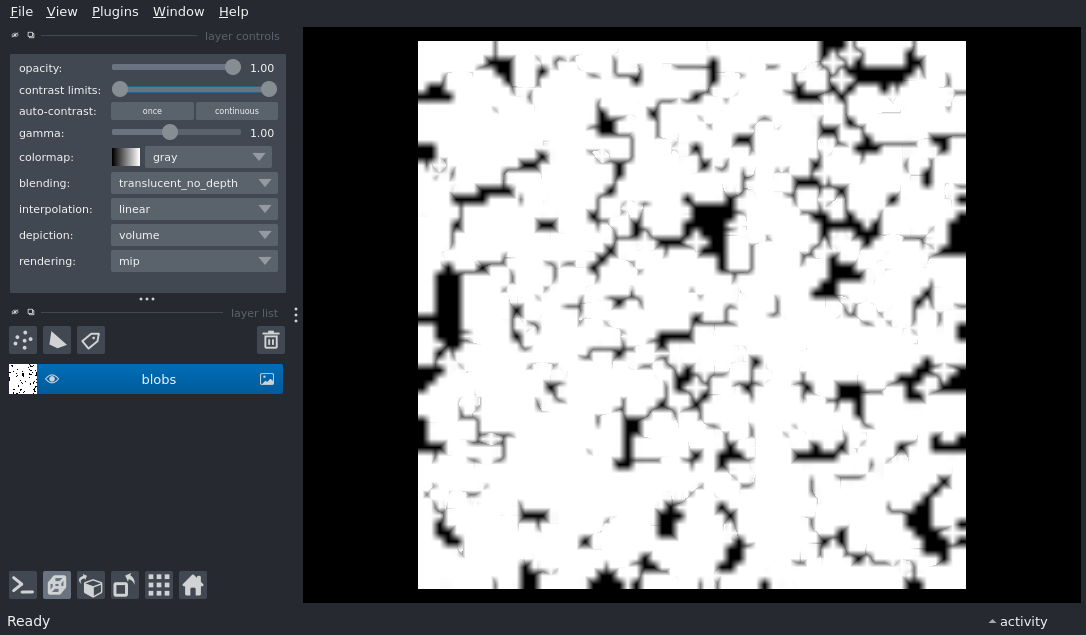 File View Plugins Window Help
layer controls
opacity: 1.00
contrast limits:
auto-contrast: once continuous
gamma: 1.00
colormap: gray
blending: translucent_no_depth
interpolation: linear
depiction: volume
rendering: mip
layer list
blobs
Ready activity